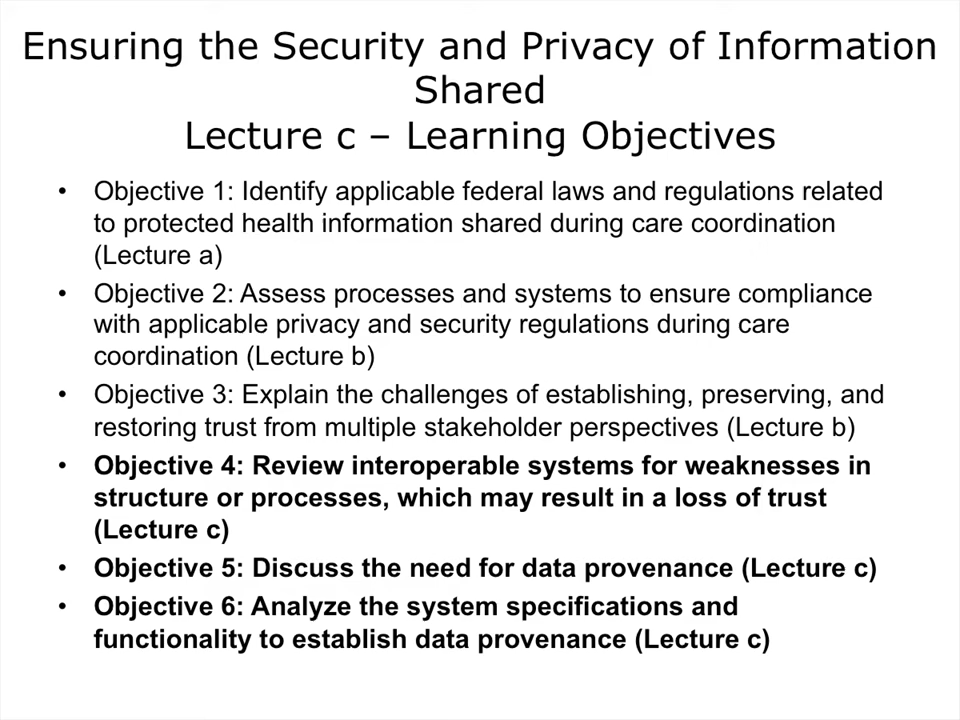 Ensuring the Security and Privacy of Information
Shared
Lecture c – Learning Objectives
• Objective 1: Identify applicable federal laws and regulations related
to protected health information shared during care coordination
(Lecture a)
• Objective 2: Assess processes and systems to ensure compliance
with applicable privacy and security regulations during care
coordination (Lecture b)
• Objective 3: Explain the challenges of establishing, preserving, and
restoring trust from multiple stakeholder perspectives (Lecture b)
• Objective 4: Review interoperable systems for weaknesses in
structure or processes, which may result in a loss of trust
(Lecture c)
• Objective 5: Discuss the need for data provenance (Lecture c)
• Objective 6: Analyze the system specifications and
functionality to establish data provenance (Lecture c)